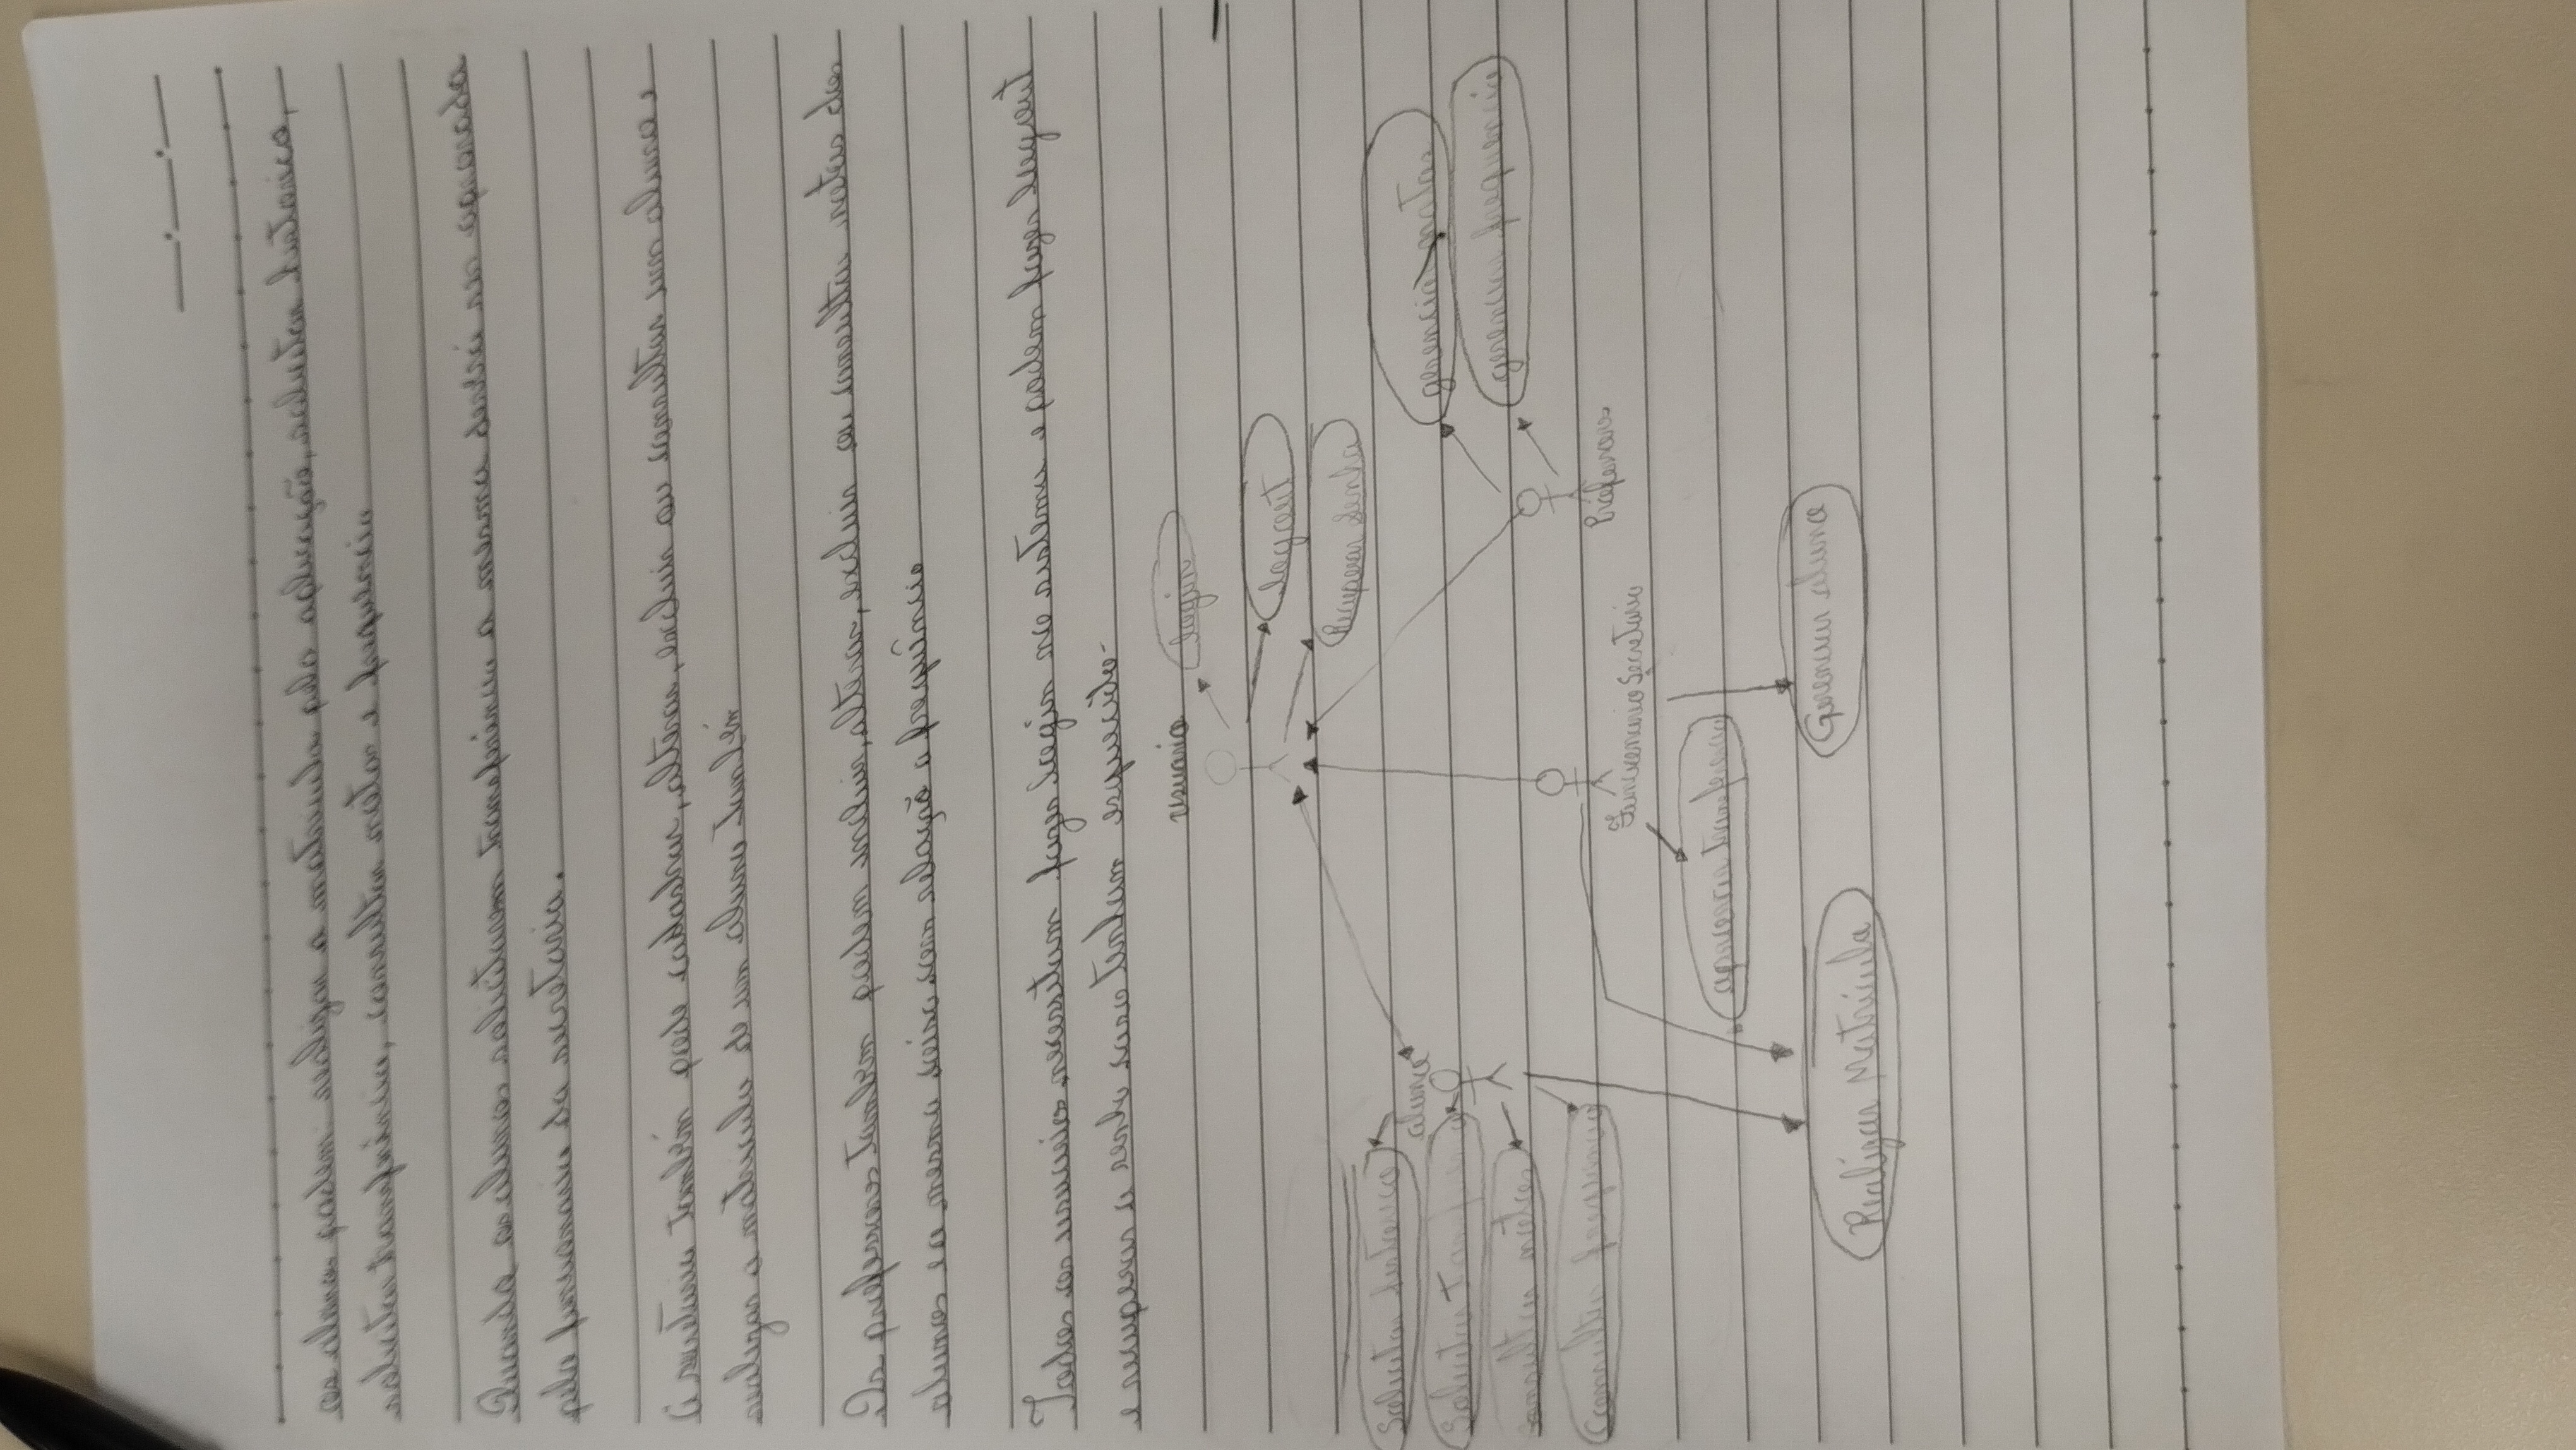 os alunos podem realizar a matricula pela aplicação, solicitar historico,
solicitar transferência, consultar notas e frequencia
Quando os alunos solicitarem transferência a mesma deverá ser aprovada
pelo funcionario da secretaria.
A secretaria também pode cadastrar, alterar, excluir ou consultar um aluno e
realizar a matricula de um aluno também
Os professores também podem incluir, alterar, excluir ou consultar notas dos
alunos e a mesma coisa com relação a frequência
Todos os usuarios necessitam fazer login no sistema e podem fazer logout
e recuperar a senha caso tenham esquecido
usuario login
logout
Recuperar Senha
Solicitar historico
aluno
gerenciar notas
Solicitar Transferencia
gerenciar frequencia
consultar notas
Consultar frequencia
Professores
Funcionario Secretaria
aprovar transferencia
Gerenciar aluno
Realizar Matricula